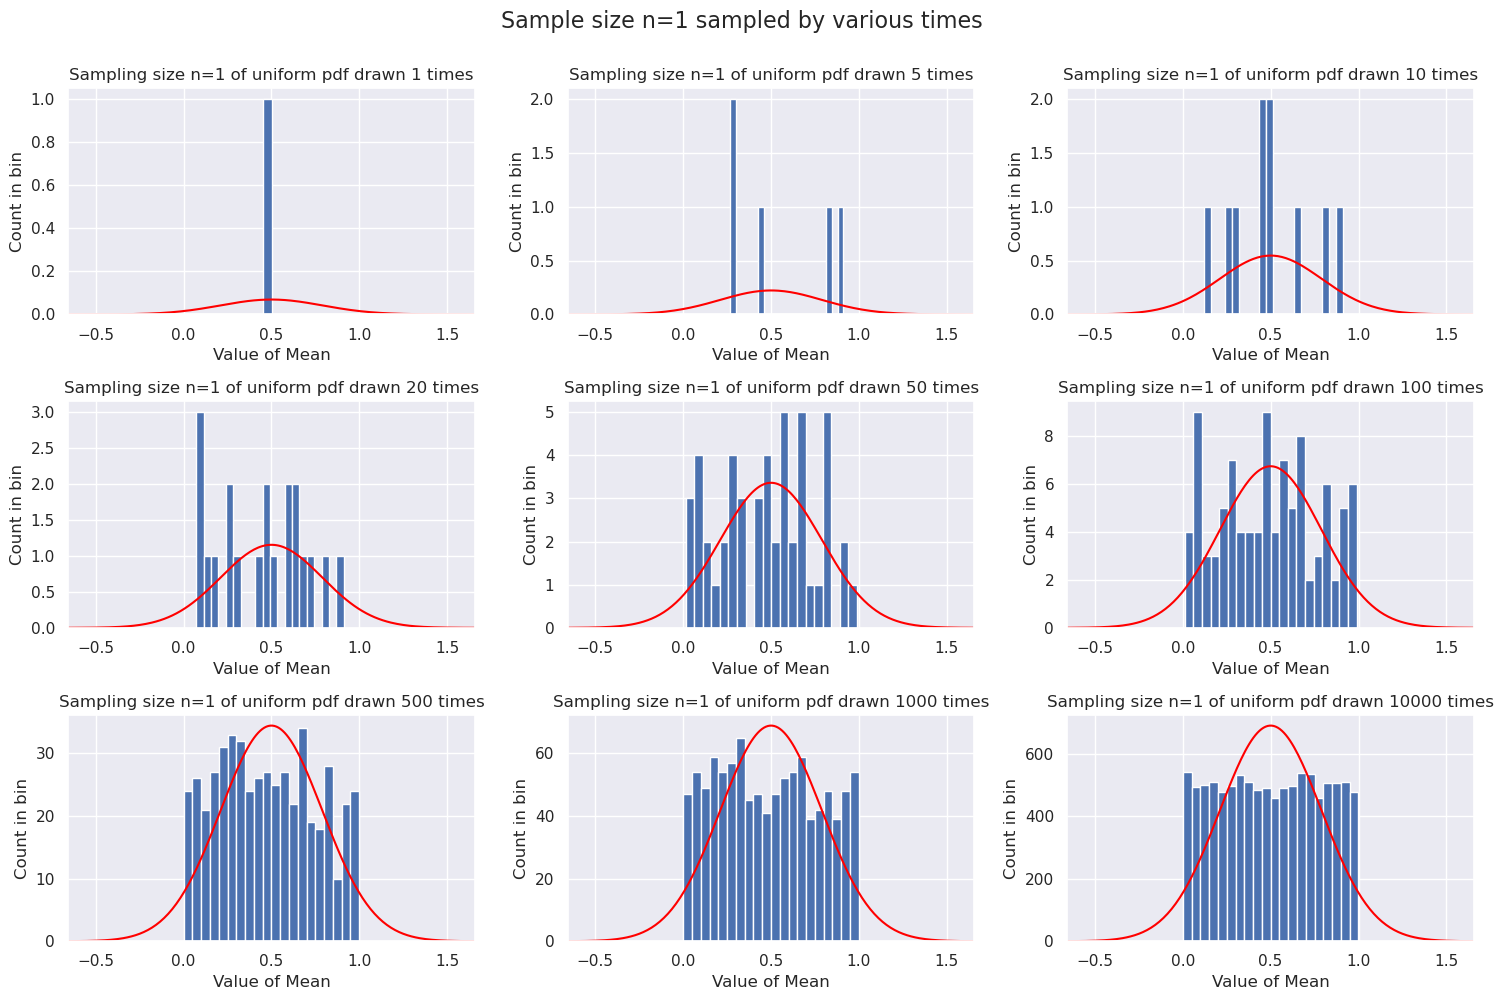 Sample size n=1 sampled by various times
Sampling size n=1 of uniform pdf drawn 1 times
Count in bin
1.0
0.8
0.6
0.4
0.2
0.0
−0.5 0.0 0.5 1.0 1.5
Value of Mean
Sampling size n=1 of uniform pdf drawn 5 times
Count in bin
2.0
1.5
1.0
0.5
0.0
−0.5 0.0 0.5 1.0 1.5
Value of Mean
Sampling size n=1 of uniform pdf drawn 10 times
Count in bin
2.0
1.5
1.0
0.5
0.0
−0.5 0.0 0.5 1.0 1.5
Value of Mean
Sampling size n=1 of uniform pdf drawn 20 times
Count in bin
3.0
2.5
2.0
1.5
1.0
0.5
0.0
−0.5 0.0 0.5 1.0 1.5
Value of Mean
Sampling size n=1 of uniform pdf drawn 50 times
Count in bin
5
4
3
2
1
0
−0.5 0.0 0.5 1.0 1.5
Value of Mean
Sampling size n=1 of uniform pdf drawn 100 times
Count in bin
8
6
4
2
0
−0.5 0.0 0.5 1.0 1.5
Value of Mean
Sampling size n=1 of uniform pdf drawn 500 times
Count in bin
30
20
10
0
−0.5 0.0 0.5 1.0 1.5
Value of Mean
Sampling size n=1 of uniform pdf drawn 1000 times
Count in bin
60
40
20
0
−0.5 0.0 0.5 1.0 1.5
Value of Mean
Sampling size n=1 of uniform pdf drawn 10000 times
Count in bin
600
400
200
0
−0.5 0.0 0.5 1.0 1.5
Value of Mean